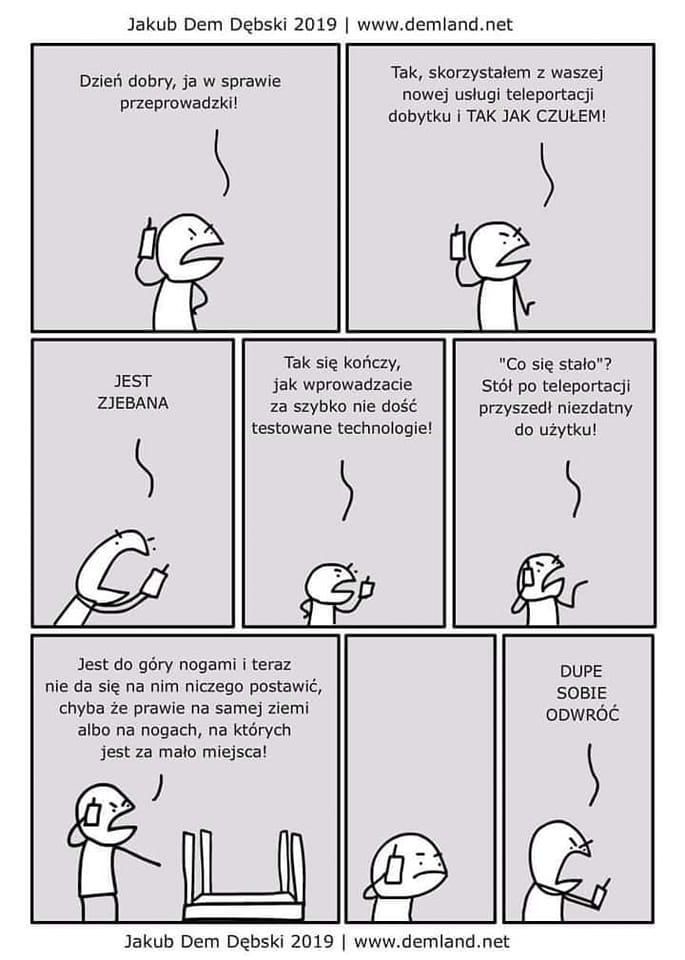 Jakub Dem Dębski 2019 | www.demland.net
Dzień dobry, ja w sprawie
przeprowadzki!
Tak, skorzystałem z waszej
nowej usługi teleportacji
dobytku i TAK JAK CZUŁEM!
JEST
ZJEBANA
Tak się kończy,
jak wprowadzacie
za szybko nie dość
testowane technologie!
"Co się stało"?
Stół po teleportacji
przyszedł niezdatny
do użytku!
Jest do góry nogami i teraz
nie da się na nim niczego postawić,
chyba że prawie na samej ziemi
albo na nogach, na których
jest za mało miejsca!
DUPE
SOBIE
ODWRÓĆ
Jakub Dem Dębski 2019 | www.demland.net